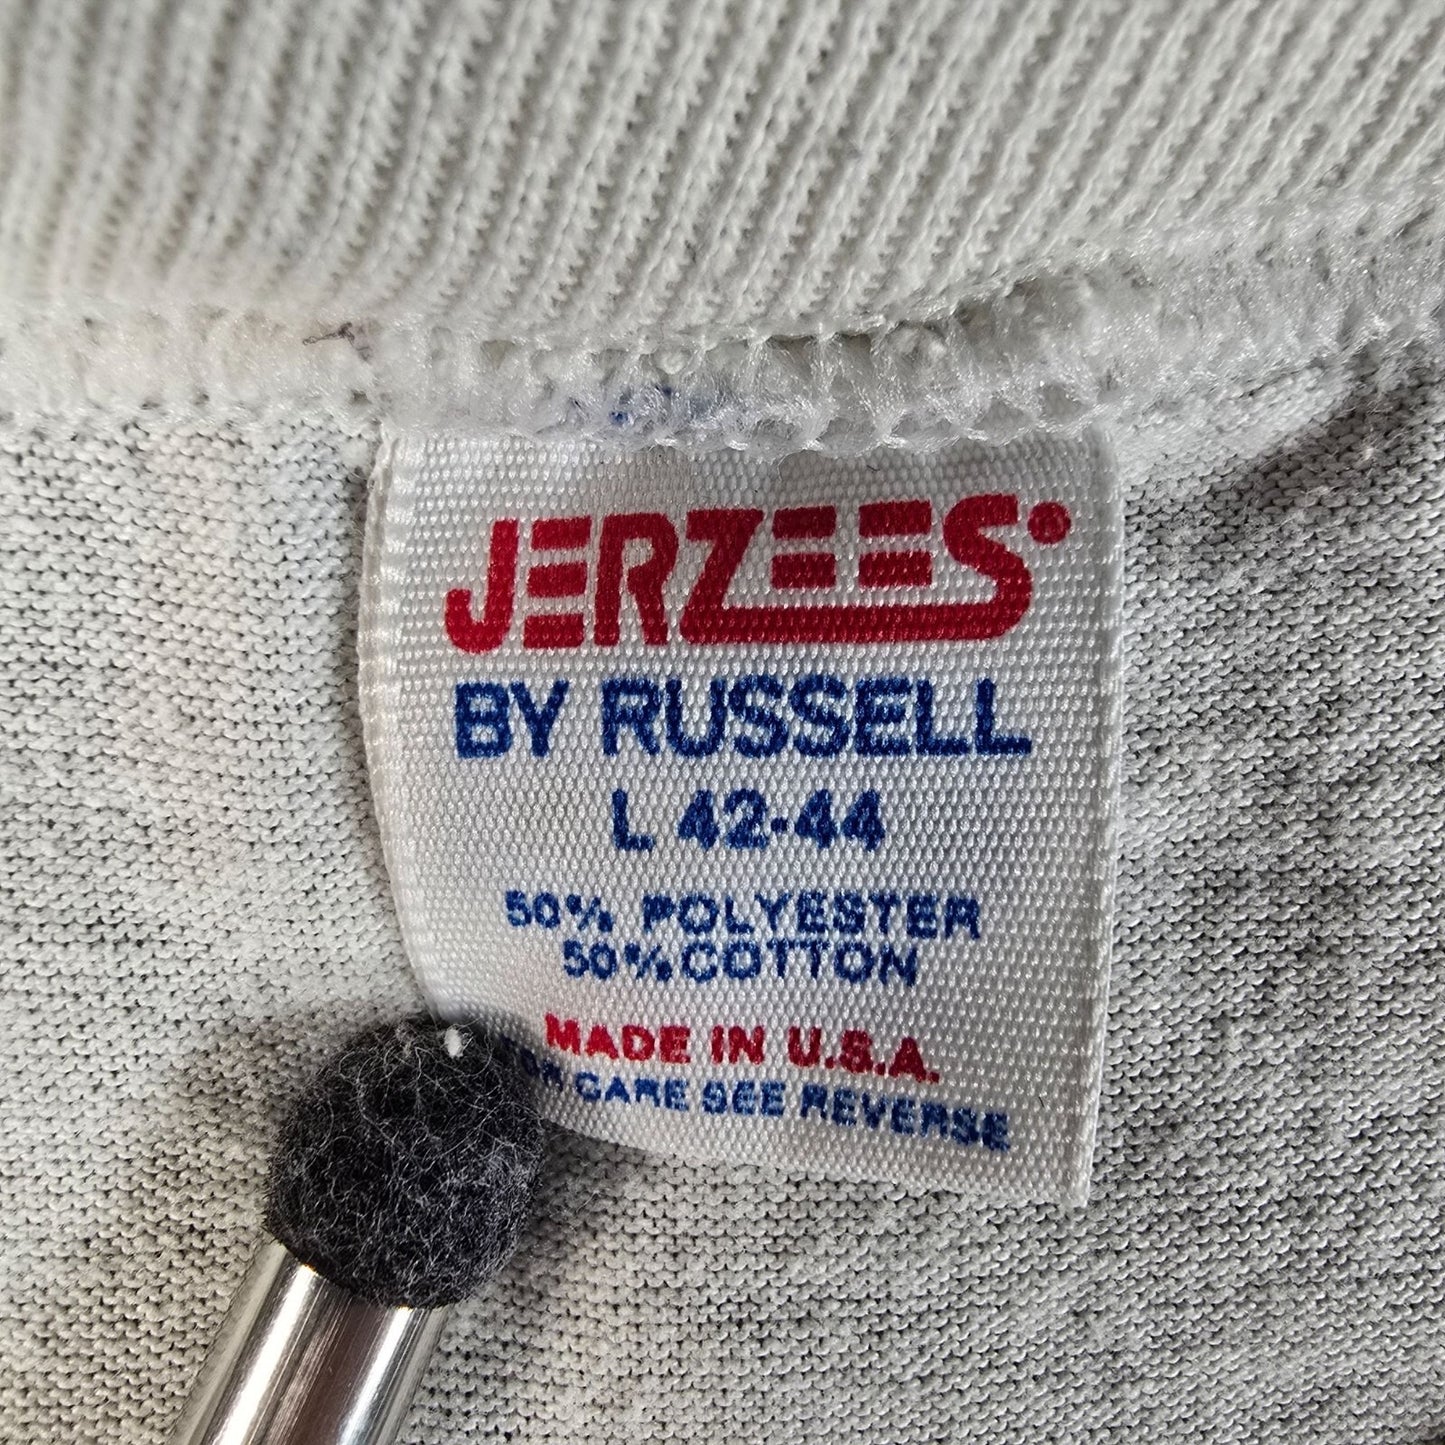 JERZEES®
BY RUSSELL
L 42-44
50% POLYESTER
50% COTTON
MADE IN U.S.A.
CARE SEE REVERSE